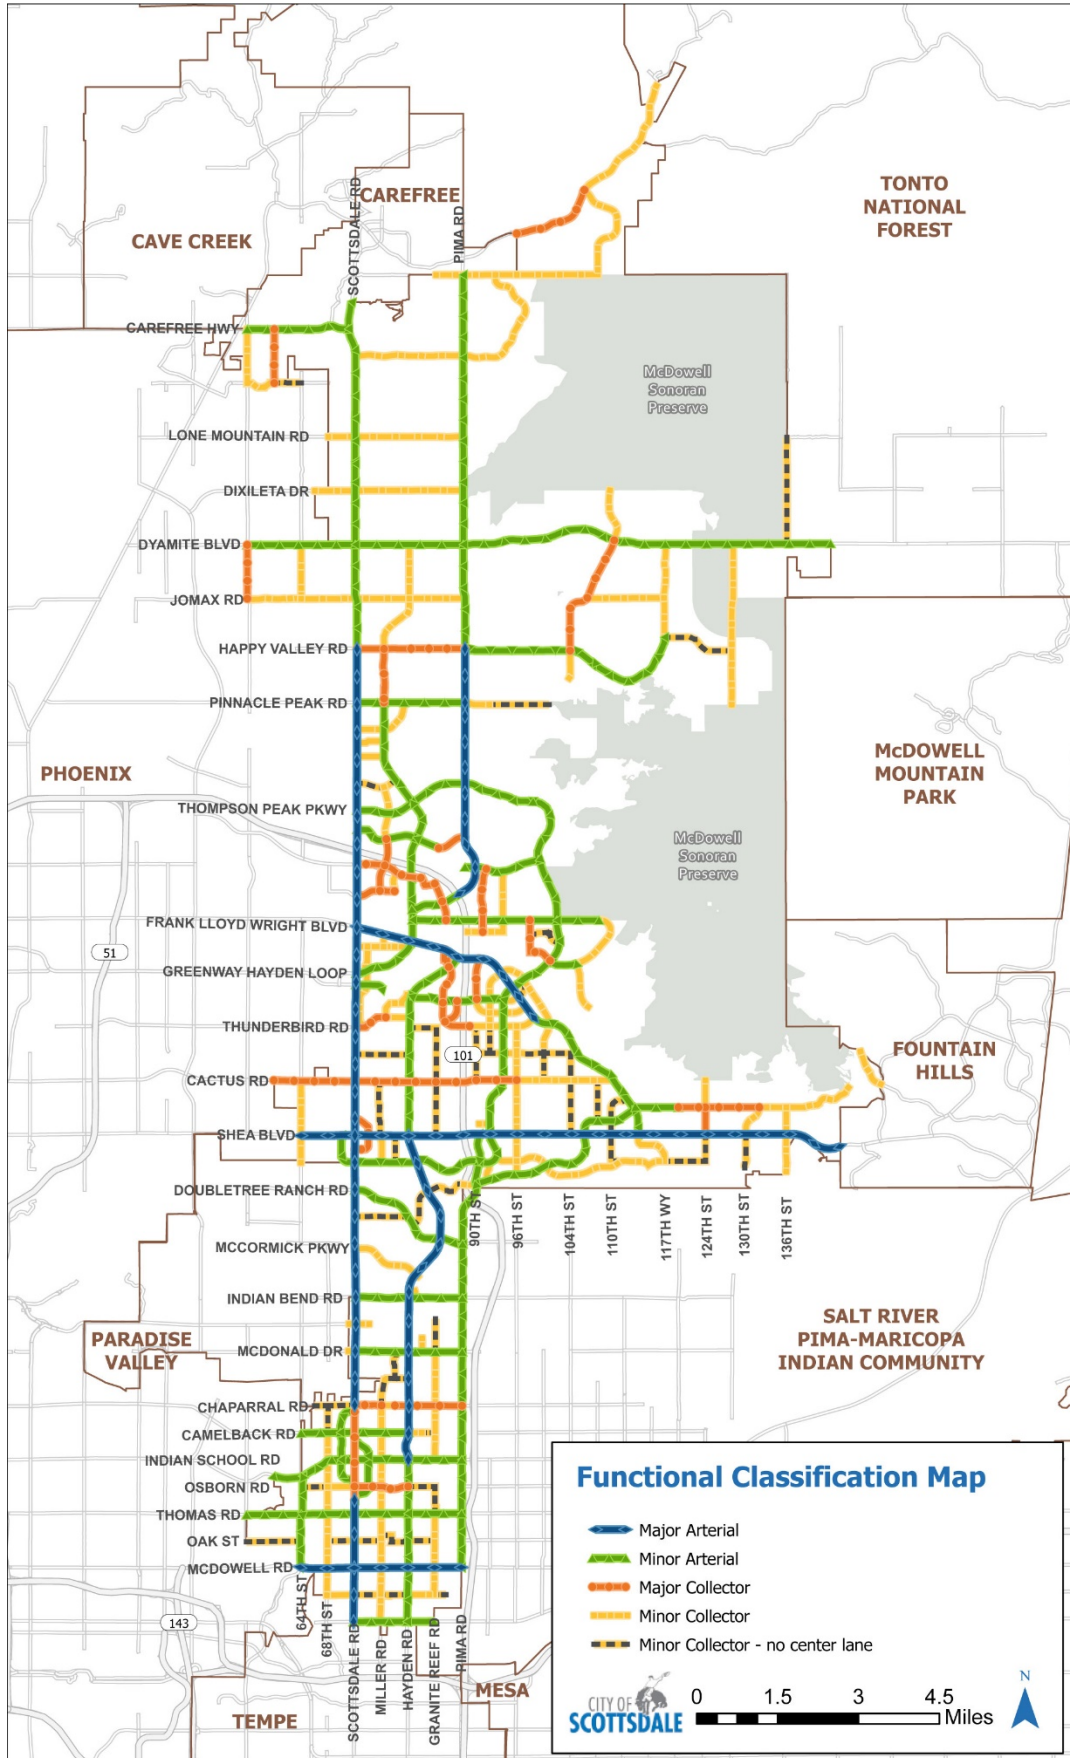 SCOTTSDALE RD
CAREFREE
PIMA RD
TONTO
NATIONAL
FOREST
CAVE CREEK
CAREFREE HWY
McDowell
Sonoran
Preserve
LONE MOUNTAIN RD
DIXILETA DR
DYAMITE BLVD
JOMAX RD
HAPPY VALLEY RD
PINNACLE PEAK RD
PHOENIX
McDOWELL
MOUNTAIN
PARK
THOMPSON PEAK PKWY
McDowell
Sonoran
Preserve
FRANK LLOYD WRIGHT BLVD
51
GREENWAY HAYDEN LOOP
THUNDERBIRD RD
101
FOUNTAIN
HILLS
CACTUS RD
SHEA BLVD
DOUBLETREE RANCH RD
90TH ST
96TH ST
104TH ST
110TH ST
117TH WY
124TH ST
130TH ST
136TH ST
MCCORMICK PKWY
INDIAN BEND RD
PARADISE
VALLEY
MCDONALD DR
SALT RIVER
PIMA-MARICOPA
INDIAN COMMUNITY
CHAPARRAL RD
CAMELBACK RD
INDIAN SCHOOL RD
OSBORN RD
THOMAS RD
OAK ST
MCDOWELL RD
143
64TH ST
68TH ST
SCOTTSDALE RD
MILLER RD
HAYDEN RD
GRANITE REEF RD
PIMA RD
TEMPE
MESA
Functional Classification Map
Major Arterial
Minor Arterial
Major Collector
Minor Collector
Minor Collector - no center lane
CITY OF
SCOTTSDALE
0 1.5 3 4.5
Miles
N